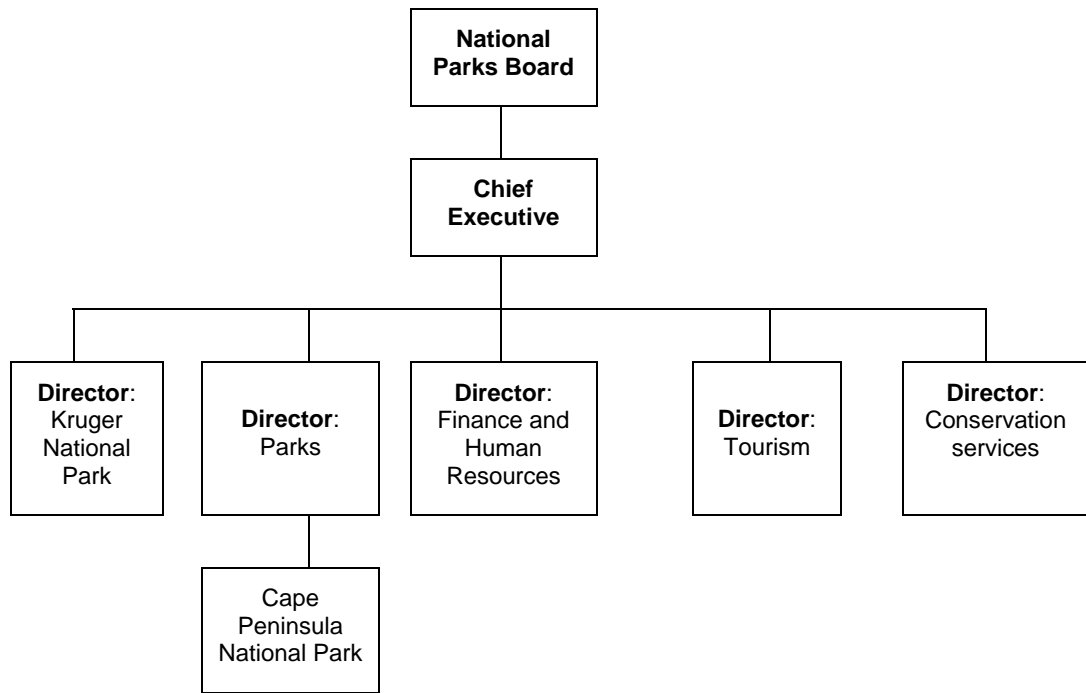 National
Parks Board
Chief
Executive
Director:
Kruger
National
Park
Director:
Parks
Director:
Finance and
Human
Resources
Director:
Tourism
Director:
Conservation
services
Cape
Peninsula
National Park